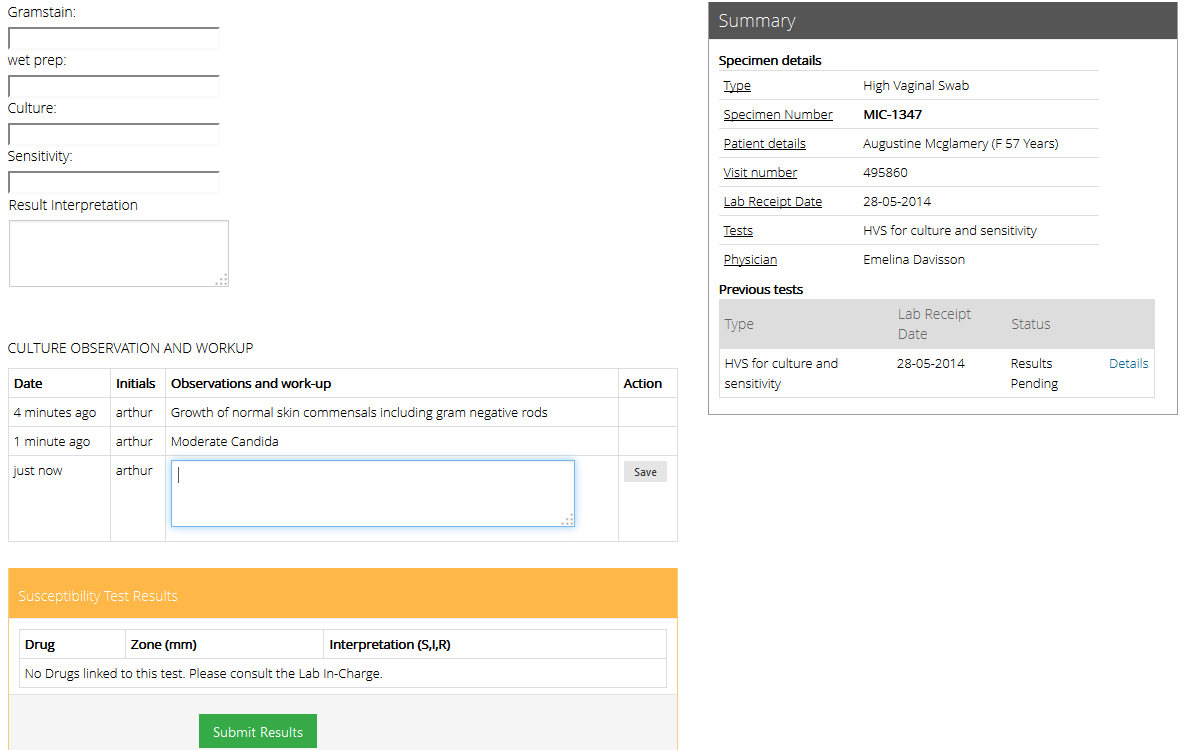 Gramstain:
wet prep:
Culture:
Sensitivity:
Result Interpretation
CULTURE OBSERVATION AND WORKUP
Date Initials Observations and work-up Action
4 minutes ago arthur Growth of normal skin commensals including gram negative rods
1 minute ago arthur Moderate Candida
just now arthur Save
Susceptibility Test Results
Drug Zone (mm) Interpretation (S,I,R)
No Drugs linked to this test. Please consult the Lab In-Charge.
Submit Results
Summary
Specimen details
Type High Vaginal Swab
Specimen Number MIC-1347
Patient details Augustine Mcglamery (F 57 Years)
Visit number 495860
Lab Receipt Date 28-05-2014
Tests HVS for culture and sensitivity
Physician Emelina Davisson
Previous tests
Type Lab Receipt Status
Date
HVS for culture and 28-05-2014 Results Details
sensitivity Pending